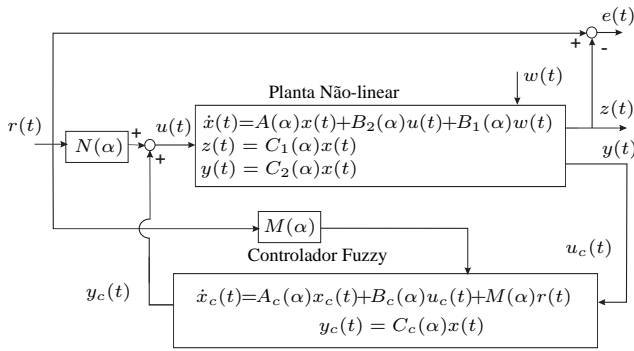 e(t)
+
-
w(t)
Planta Não-linear
z(t)
r(t)
N(α)
+
+
u(t)
ẋ(t)=A(α)x(t)+B₂(α)u(t)+B₁(α)w(t)
z(t) = C₁(α)x(t)
y(t) = C₂(α)x(t)
y(t)
M(α)
Controlador Fuzzy
u_c(t)
y_c(t)
ẋ_c(t)=A_c(α)x_c(t)+B_c(α)u_c(t)+M(α)r(t)
y_c(t) = C_c(α)x(t)